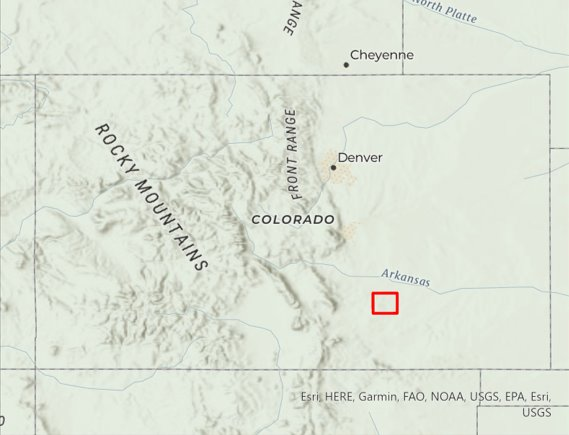 North Platte
ANGE
Cheyenne
ROCKY MOUNTAINS
FRONT RANGE
Denver
COLORADO
Arkansas
Esri, HERE, Garmin, FAO, NOAA, USGS, EPA, Esri,
USGS